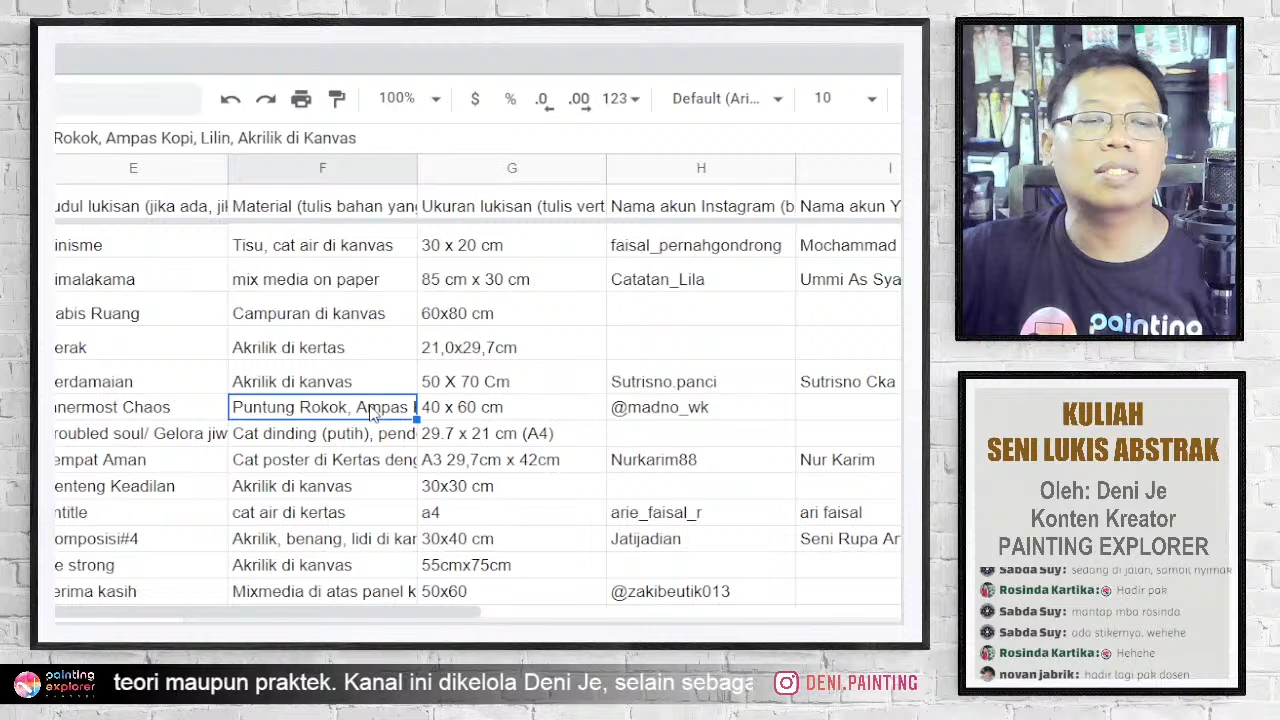 100%
$
%
.0
.00
123
Default (Ari...
10
Rokok, Ampas Kopi, Lilin, Akrilik di Kanvas
E F G H I
udul lukisan (jika ada, ji Material (tulis bahan yang Ukuran lukisan (tulis vert Nama akun Instagram (b Nama akun Y
inisme Tisu, cat air di kanvas 30 x 20 cm faisal_pernahgondrong Mochammad
imalakama mix media on paper 85 cm x 30 cm Catatan_Lila Ummi As Sya
abis Ruang Campuran di kanvas 60x80 cm
erak Akrilik di kertas 21,0x29,7cm
erdamaian Akrilik di kanvas 50 X 70 Cm Sutrisno.panci Sutrisno Cka
nnermost Chaos Puntung Rokok, Ampas 40 x 60 cm @madno_wk
roubled soul/ Gelora jiw Cat dinding (putih), pend 29.7 x 21 cm (A4)
empat Aman Cat poster di Kertas deng A3 29,7cm x 42cm Nurkarim88 Nur Karim
enteng Keadilan Akrilik di kanvas 30x30 cm
ntitle cat air di kertas a4 arie_faisal_r ari faisal
omposisi#4 Akrilik, benang, lidi di kan 30x40 cm Jatijadian Seni Rupa Ar
e strong Akrilik di kanvas 55cmx75cm
erima kasih Mixmedia di atas panel k 50x60 @zakibeutik013
painting
KULIAH
SENI LUKIS ABSTRAK
Oleh: Deni Je
Konten Kreator
PAINTING EXPLORER
Sabda Suy: sedang di jalan, sambil nyimak
Rosinda Kartika: Hadir pak
Sabda Suy: mantap mba rosinda
Sabda Suy: ada stikernya, wehehe
Rosinda Kartika: Hehehe
novan jabrik: hadir lagi pak dosen
painting
explorer
teori maupun praktek. Kanal ini dikelola Deni Je, selain sebaga
DENI.PAINTING